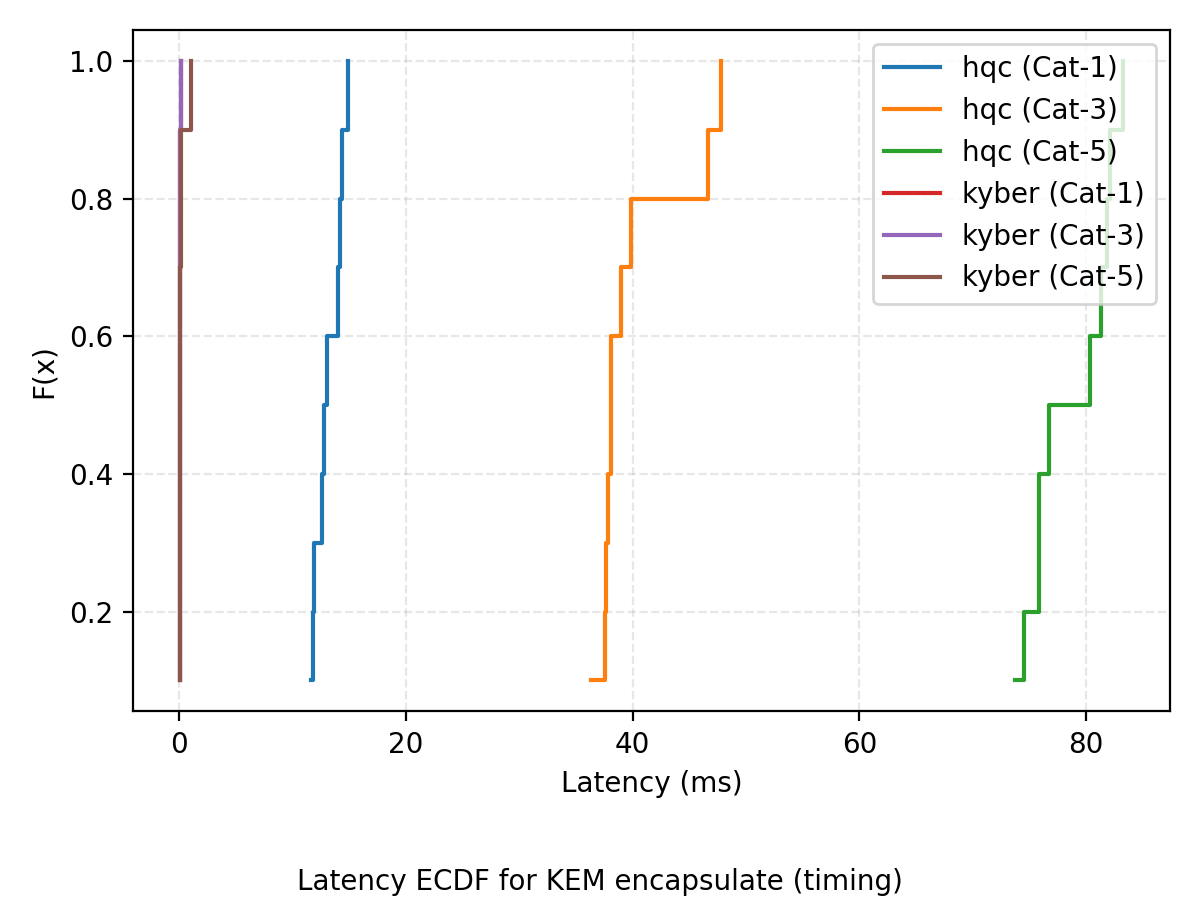 1.0
0.8
0.6
0.4
0.2
F(x)
hqc (Cat-1)
hqc (Cat-3)
hqc (Cat-5)
kyber (Cat-1)
kyber (Cat-3)
kyber (Cat-5)
0 20 40 60 80
Latency (ms)
Latency ECDF for KEM encapsulate (timing)